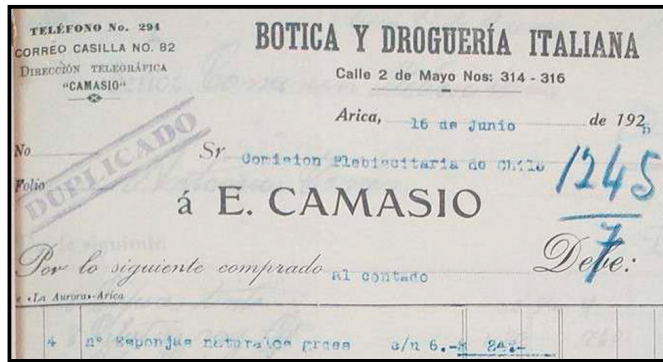 TELÉFONO No. 294
CORREO CASILLA NO. 82
DIRECCIÓN TELEGRÁFICA
"CAMASIO"
BOTICA Y DROGUERÍA ITALIANA
Calle 2 de Mayo Nos: 314 - 316
Arica, 16 de Junio de 192
No
DUPLICADO
Sr Comision Plebiscitaria de Chile
1245
7
Folio
á E. CAMASIO
Por lo siguiente comprado al contado Debe:
«La Aurora»-Arica
4 nº Esponjas naturales grues s/n 6.-